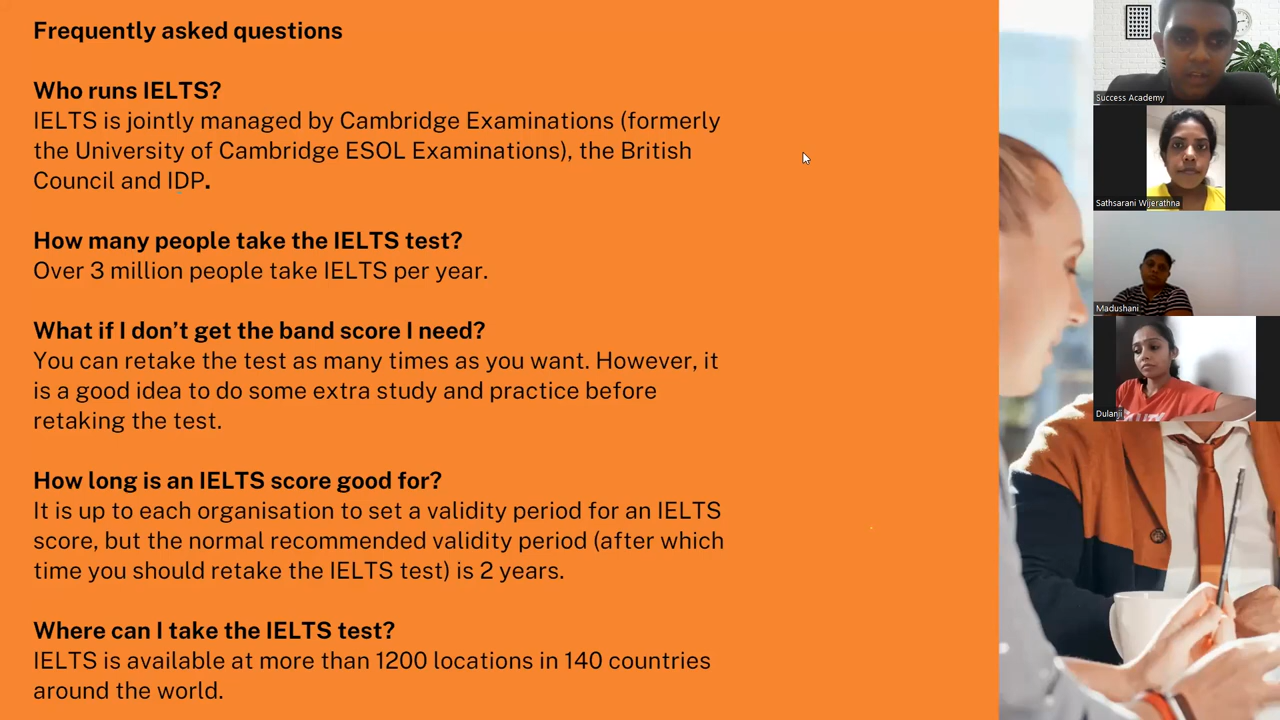 Frequently asked questions
Who runs IELTS?
IELTS is jointly managed by Cambridge Examinations (formerly
the University of Cambridge ESOL Examinations), the British
Council and IDP.
How many people take the IELTS test?
Over 3 million people take IELTS per year.
What if I don’t get the band score I need?
You can retake the test as many times as you want. However, it
is a good idea to do some extra study and practice before
retaking the test.
How long is an IELTS score good for?
It is up to each organisation to set a validity period for an IELTS
score, but the normal recommended validity period (after which
time you should retake the IELTS test) is 2 years.
Where can I take the IELTS test?
IELTS is available at more than 1200 locations in 140 countries
around the world.
Success Academy
Sathsarani Wijerathna
Madushani
Dulanji